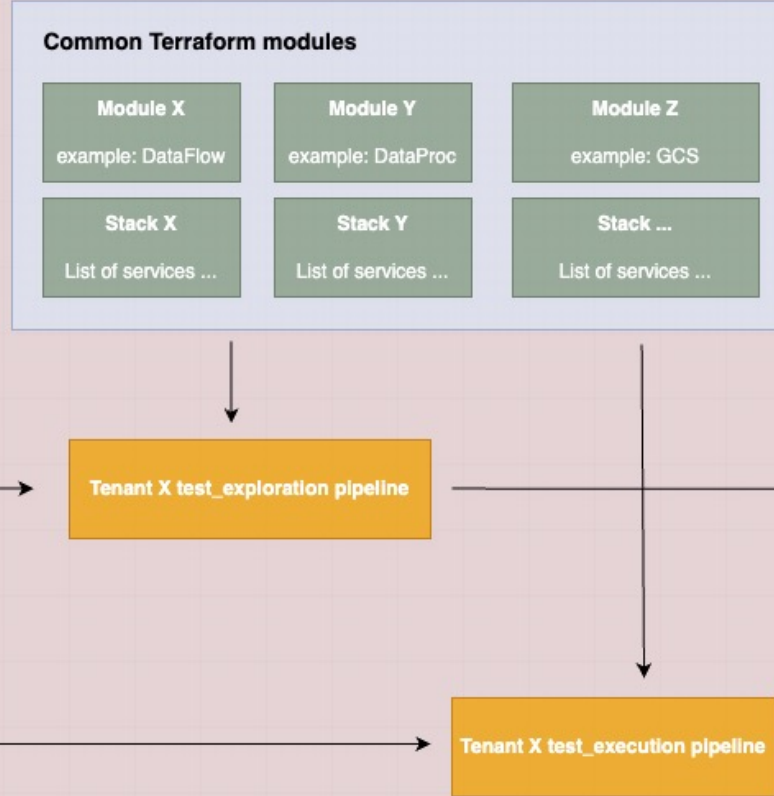 Common Terraform modules
Module X
example: DataFlow
Module Y
example: DataProc
Module Z
example: GCS
Stack X
List of services ...
Stack Y
List of services ...
Stack ...
List of services ...
Tenant X test_exploration pipeline
Tenant X test_execution pipeline